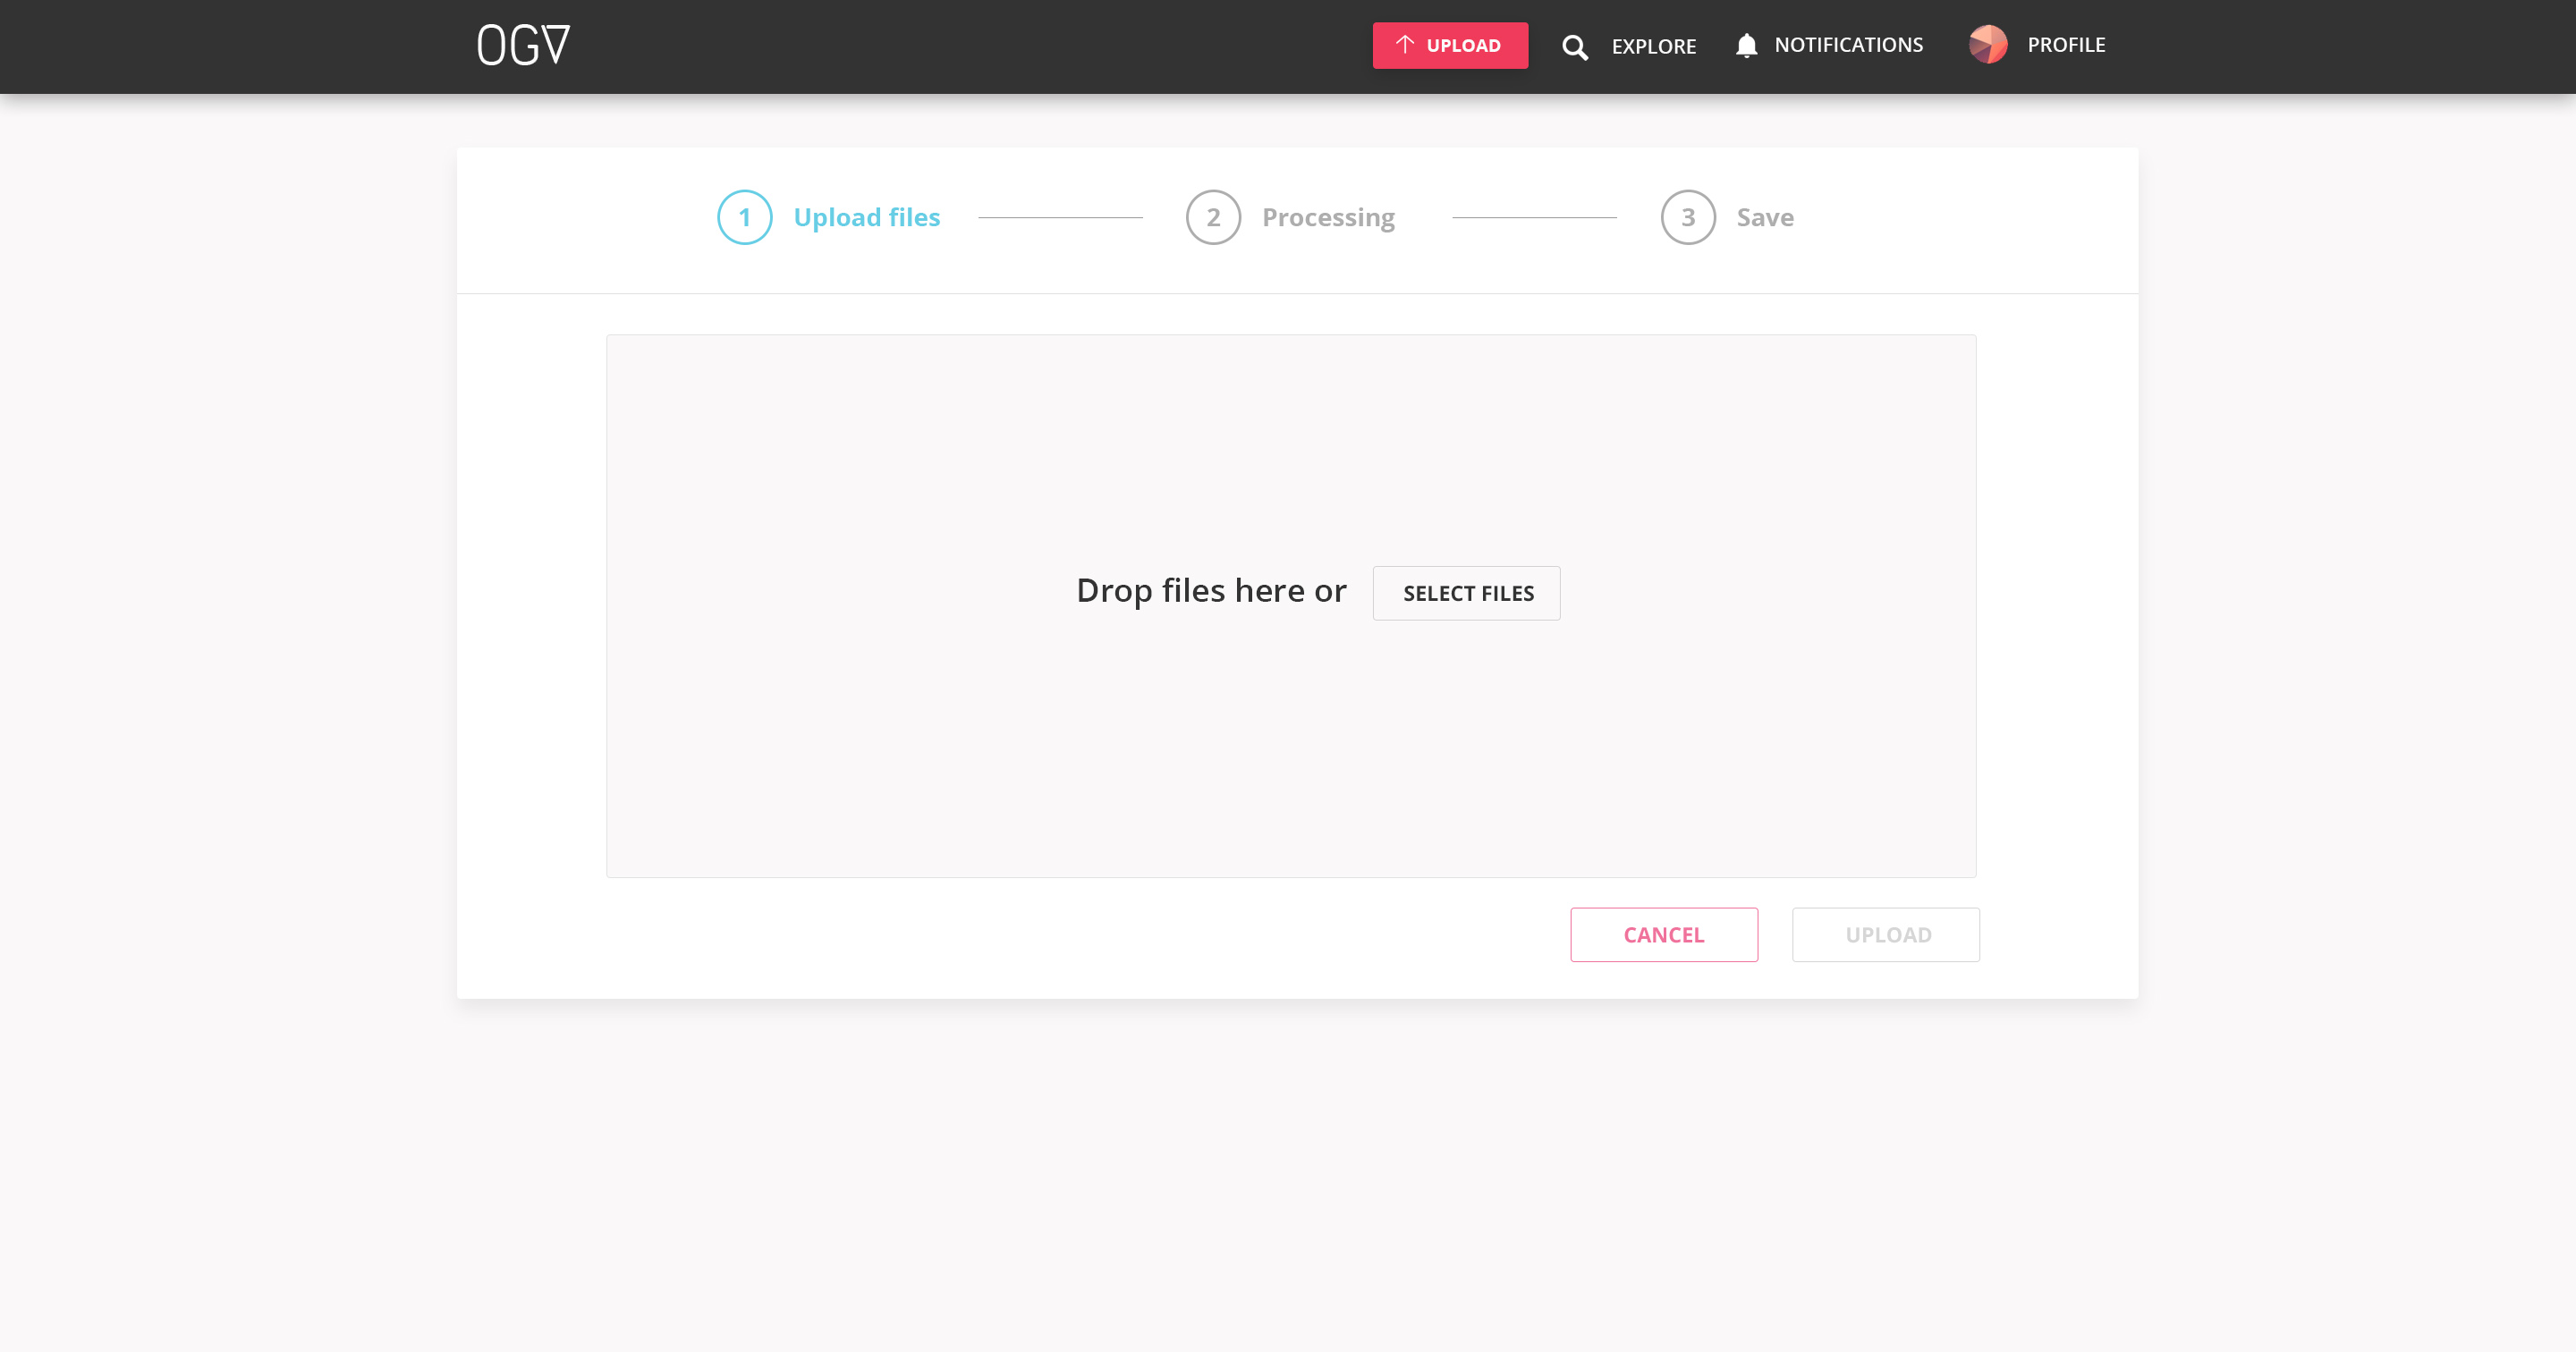 OGV
UPLOAD
EXPLORE
NOTIFICATIONS
PROFILE
1 Upload files
2 Processing
3 Save
Drop files here or SELECT FILES
CANCEL
UPLOAD